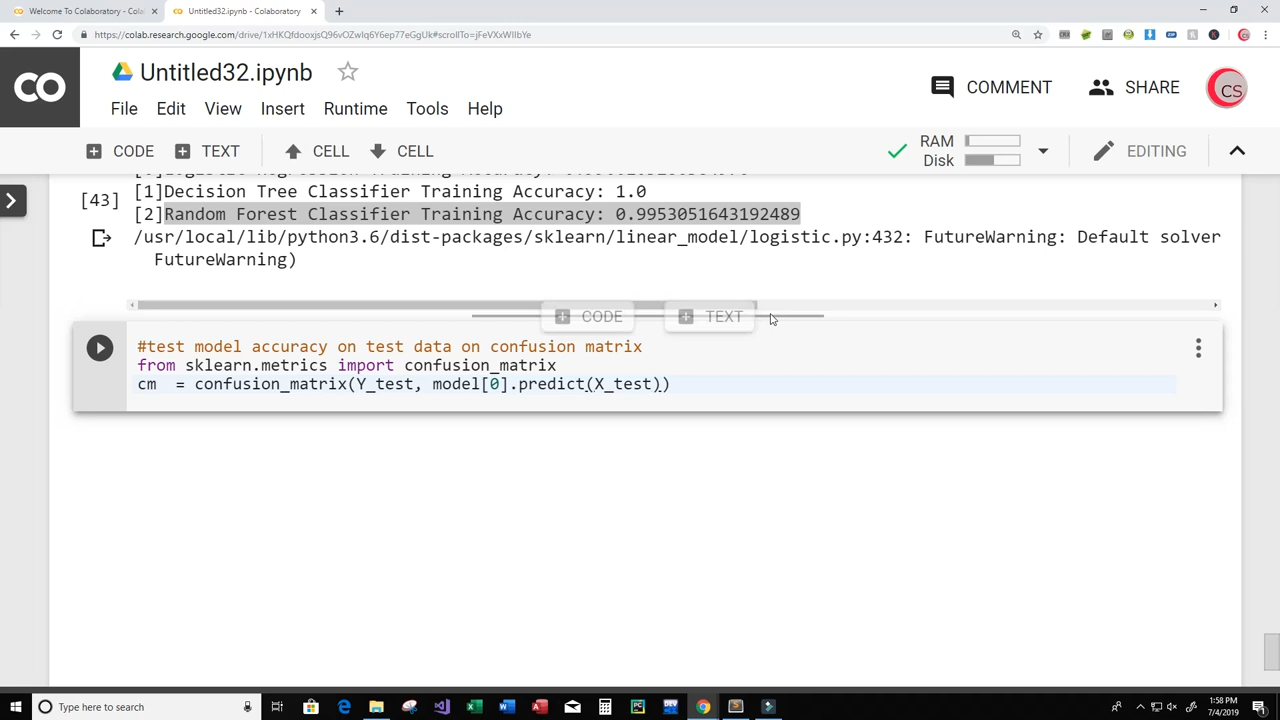 Welcome To Colaboratory - Cola
Untitled32.ipynb - Colaboratory
https://colab.research.google.com/drive/1xHKQfdooxjsQ96vOZwIq6Y6ep77eGgUk#scrollTo=jFeVXxWIlbYe
CO
Untitled32.ipynb
COMMENT
SHARE
CS
File Edit View Insert Runtime Tools Help
CODE TEXT CELL CELL
RAM
Disk
EDITING
[43]
[1]Decision Tree Classifier Training Accuracy: 1.0
[2]Random Forest Classifier Training Accuracy: 0.9953051643192489
/usr/local/lib/python3.6/dist-packages/sklearn/linear_model/logistic.py:432: FutureWarning: Default solver
FutureWarning)
CODE TEXT
#test model accuracy on test data on confusion matrix
from sklearn.metrics import confusion_matrix
cm = confusion_matrix(Y_test, model[0].predict(X_test))
Type here to search
1:58 PM
7/4/2019